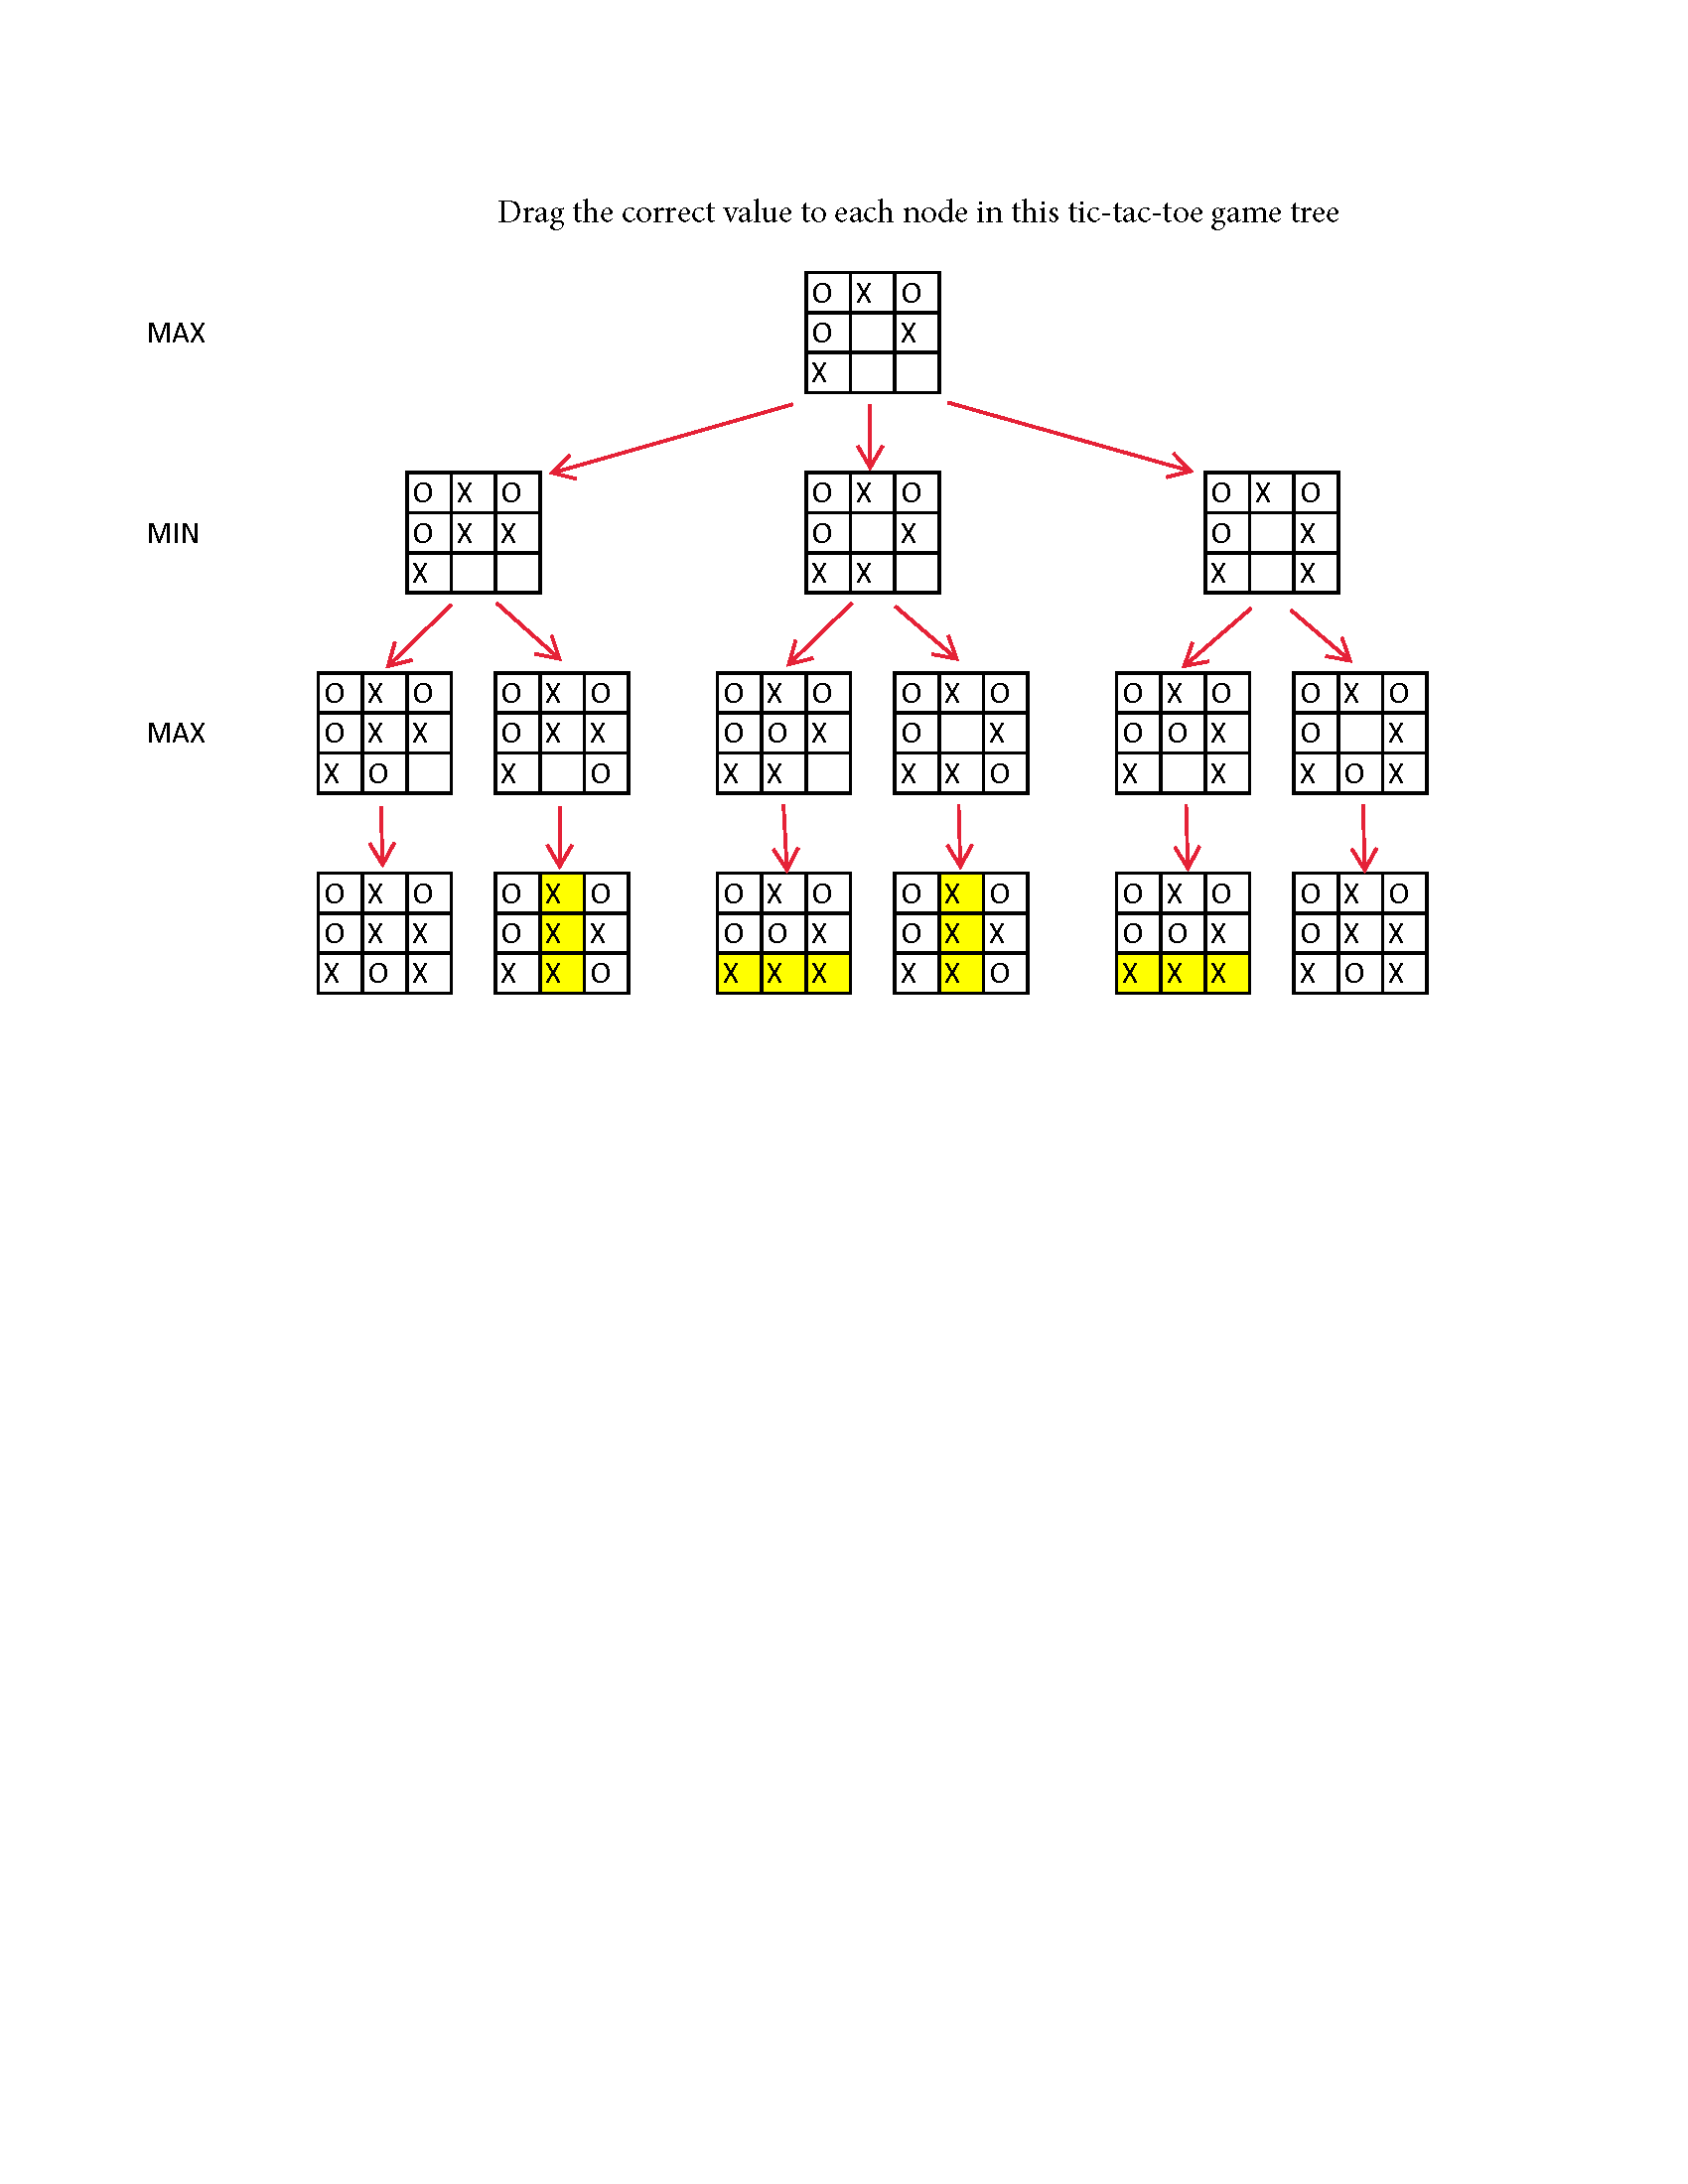 Drag the correct value to each node in this tic-tac-toe game tree
O X O
MAX O X
X
O X O O X O O X O
MIN O X X O X O X
X X X X X
O X O O X O O X O O X O O X O O X O
MAX O X X O X X O O X O X O O X O X
X O X O X X X X O X X X O X
O X O O X O O X O O X O O X O O X O
O X X O X X O O X O X X O O X O X X
X O X X X O X X X X X O X X X X O X